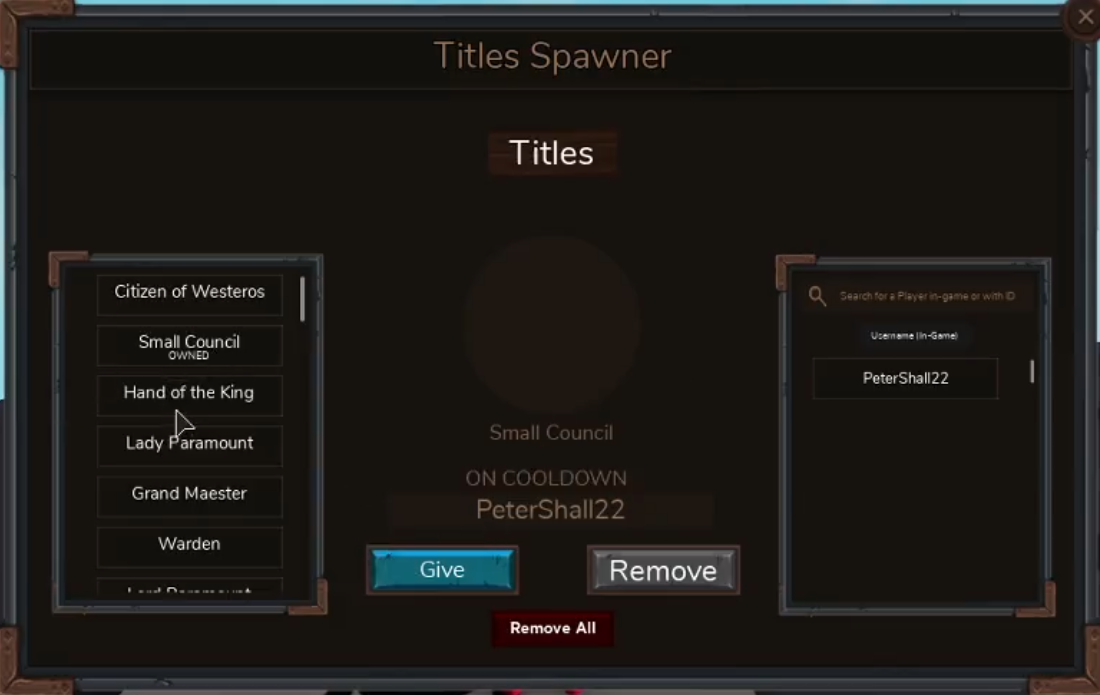 Titles Spawner
Titles
Citizen of Westeros
Small Council
OWNED
Hand of the King
Lady Paramount
Grand Maester
Warden
Lord Paramount
Small Council
ON COOLDOWN
PeterShall22
Give
Remove
Remove All
Search for a Player in-game or with ID
Username (In-Game)
PeterShall22